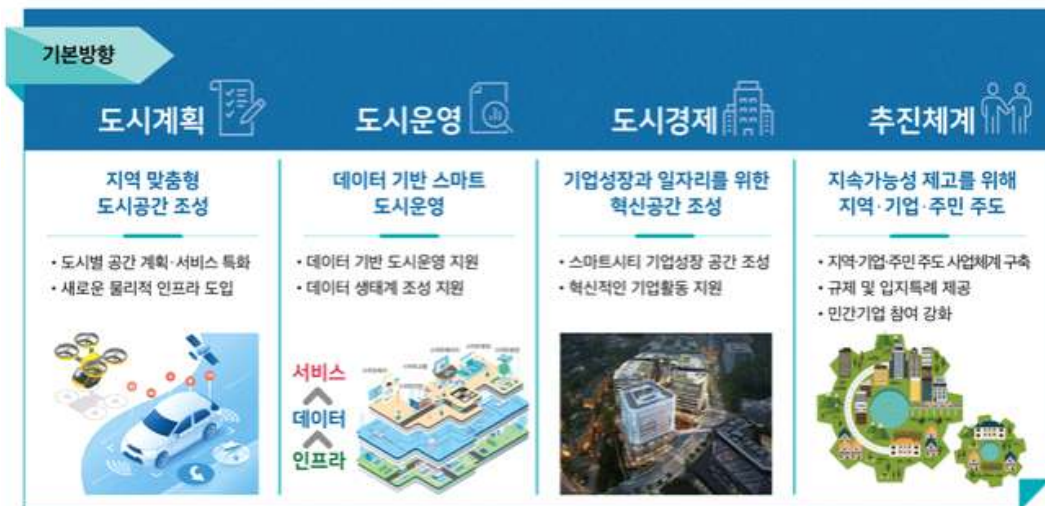 기본방향
도시계획
지역 맞춤형
도시공간 조성
• 도시별 공간 계획·서비스 특화
• 새로운 물리적 인프라 도입
도시운영
데이터 기반 스마트
도시운영
• 데이터 기반 도시운영 지원
• 데이터 생태계 조성 지원
서비스
데이터
인프라
도시경제
기업성장과 일자리를 위한
혁신공간 조성
• 스마트시티 기업성장 공간 조성
• 혁신적인 기업활동 지원
추진체계
지속가능성 제고를 위해
지역·기업·주민 주도
• 지역·기업·주민 주도 사업체계 구축
• 규제 및 입지특례 제공
• 민간기업 참여 강화